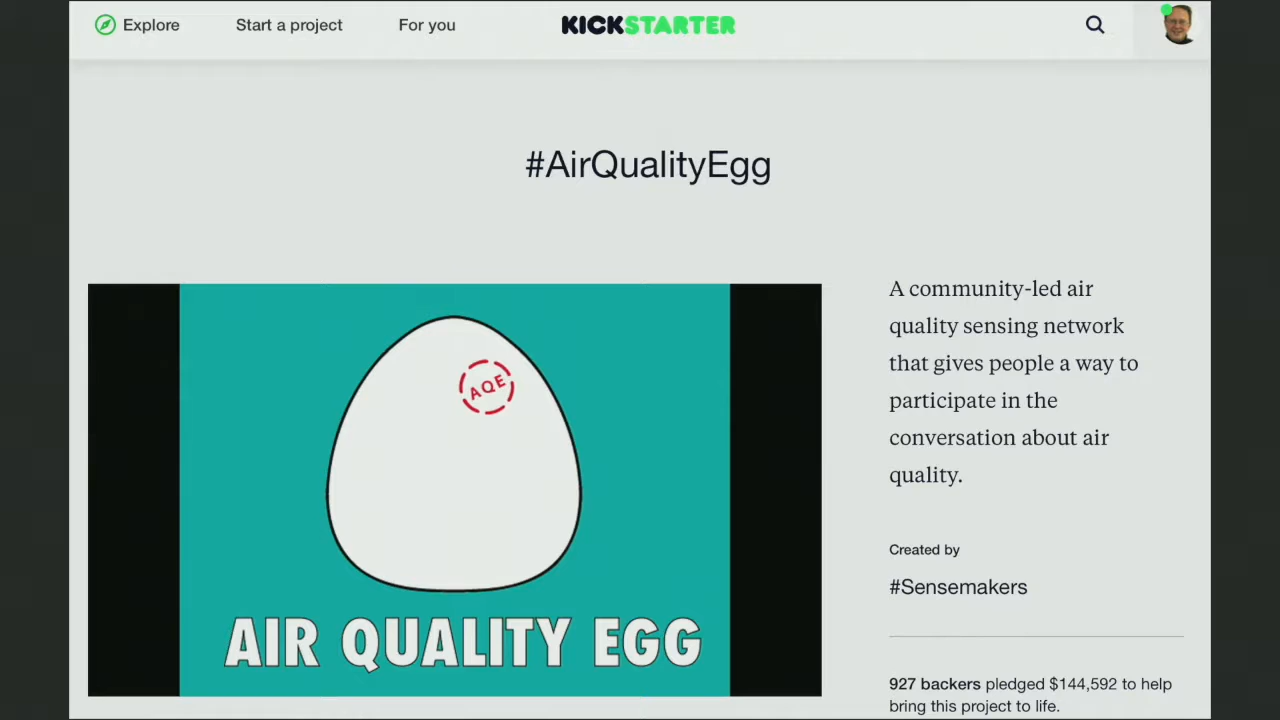 Explore Start a project For you KICKSTARTER
#AirQualityEgg
AQE
AIR QUALITY EGG
A community-led air
quality sensing network
that gives people a way to
participate in the
conversation about air
quality.
Created by
#Sensemakers
927 backers pledged $144,592 to help
bring this project to life.